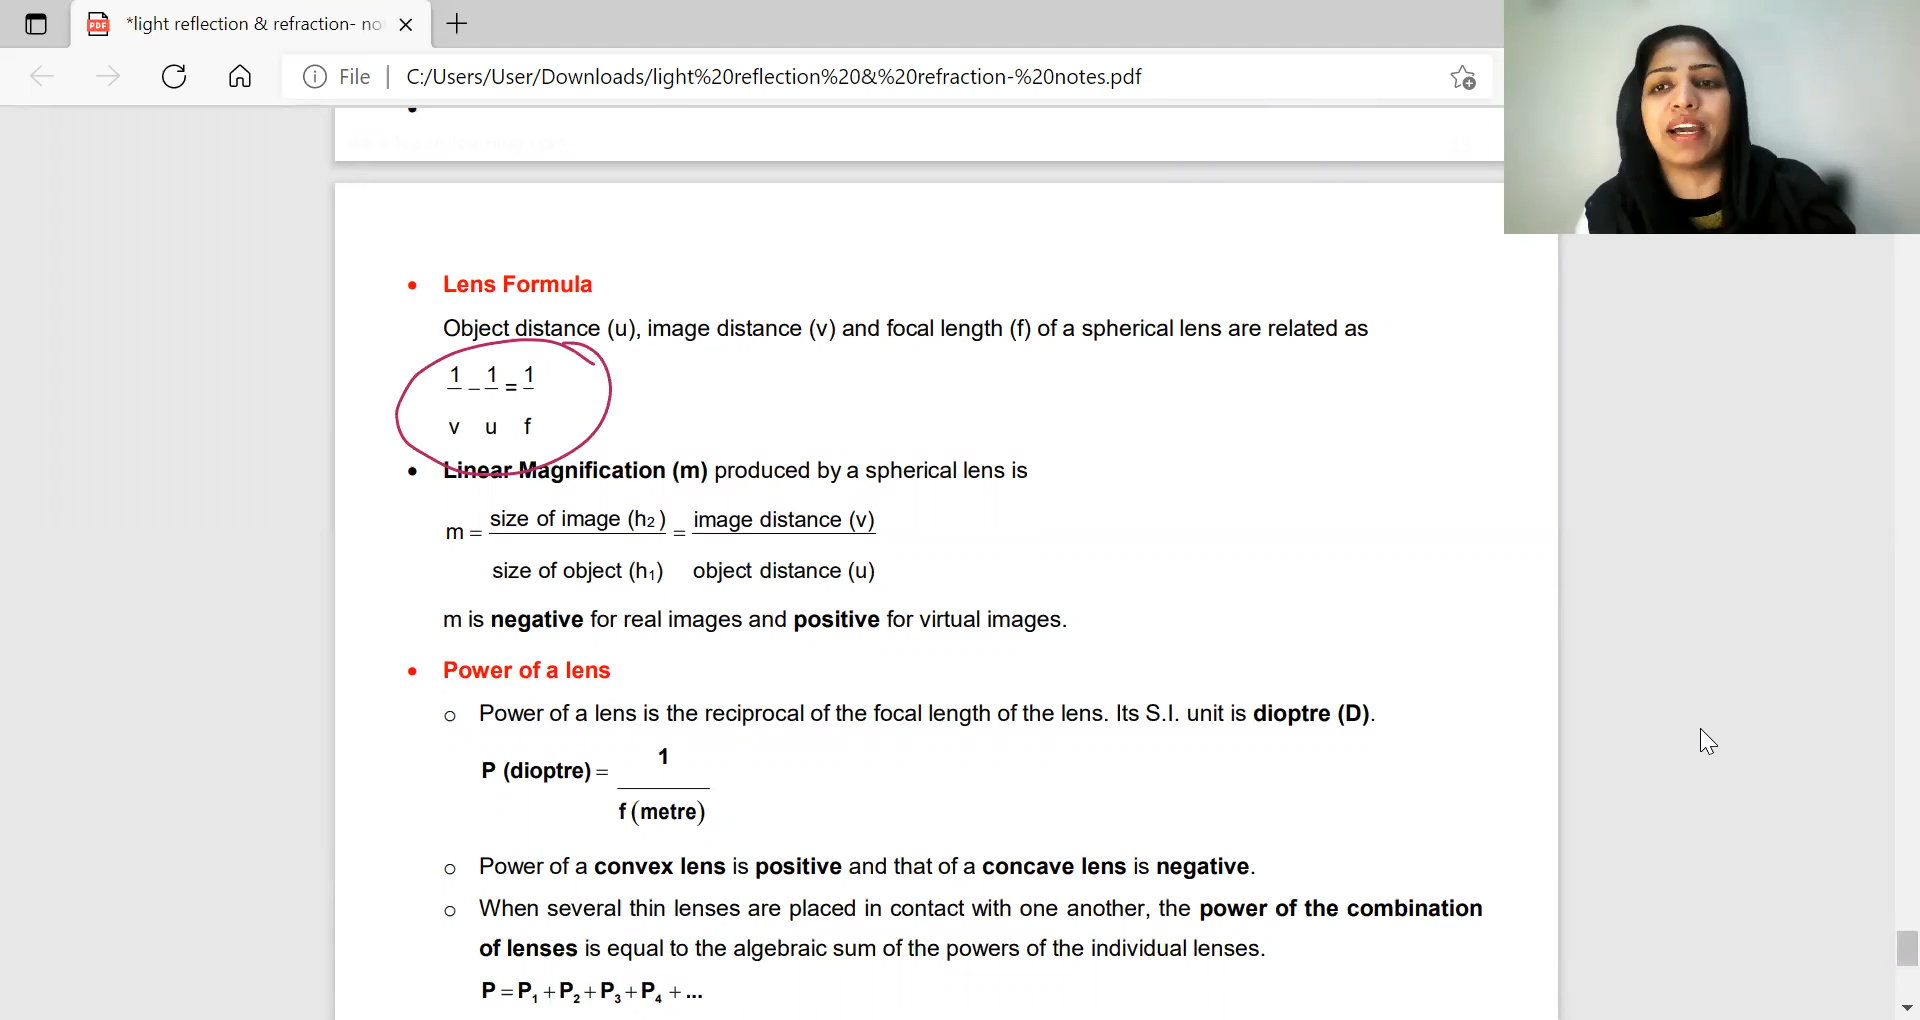 *light reflection & refraction- no
File | C:/Users/User/Downloads/light%20reflection%20&%20refraction-%20notes.pdf
• Lens Formula
Object distance (u), image distance (v) and focal length (f) of a spherical lens are related as
1 − 1 = 1
v u f
• Linear Magnification (m) produced by a spherical lens is
m = size of image (h₂) = image distance (v)
size of object (h₁) object distance (u)
m is negative for real images and positive for virtual images.
• Power of a lens
o Power of a lens is the reciprocal of the focal length of the lens. Its S.I. unit is dioptre (D).
1
P (dioptre) =
f (metre)
o Power of a convex lens is positive and that of a concave lens is negative.
o When several thin lenses are placed in contact with one another, the power of the combination
of lenses is equal to the algebraic sum of the powers of the individual lenses.
P = P₁ + P₂ + P₃ + P₄ + ...